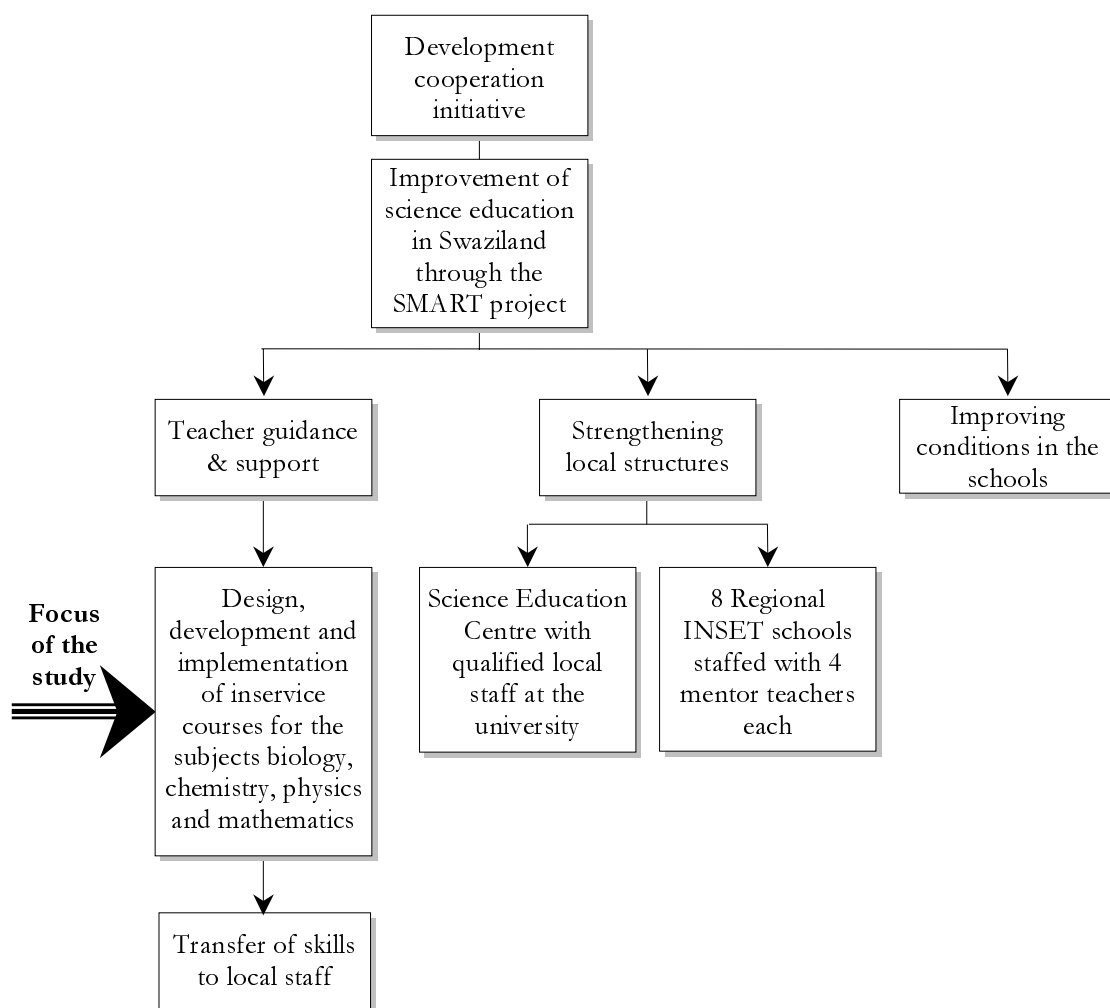 Development
cooperation
initiative
Improvement of
science education
in Swaziland
through the
SMART project
Teacher guidance
& support
Strengthening
local structures
Improving
conditions in the
schools
Focus
of the
study
Design,
development and
implementation
of inservice
courses for the
subjects biology,
chemistry, physics
and mathematics
Science Education
Centre with
qualified local
staff at the
university
8 Regional
INSET schools
staffed with 4
mentor teachers
each
Transfer of skills
to local staff